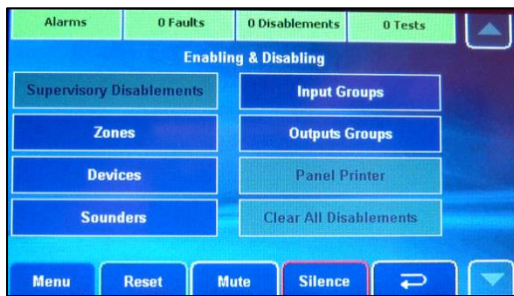 Alarms 0 Faults 0 Disablements 0 Tests
Enabling & Disabling
Supervisory Disablements Input Groups
Zones Outputs Groups
Devices Panel Printer
Sounders Clear All Disablements
Menu Reset Mute Silence